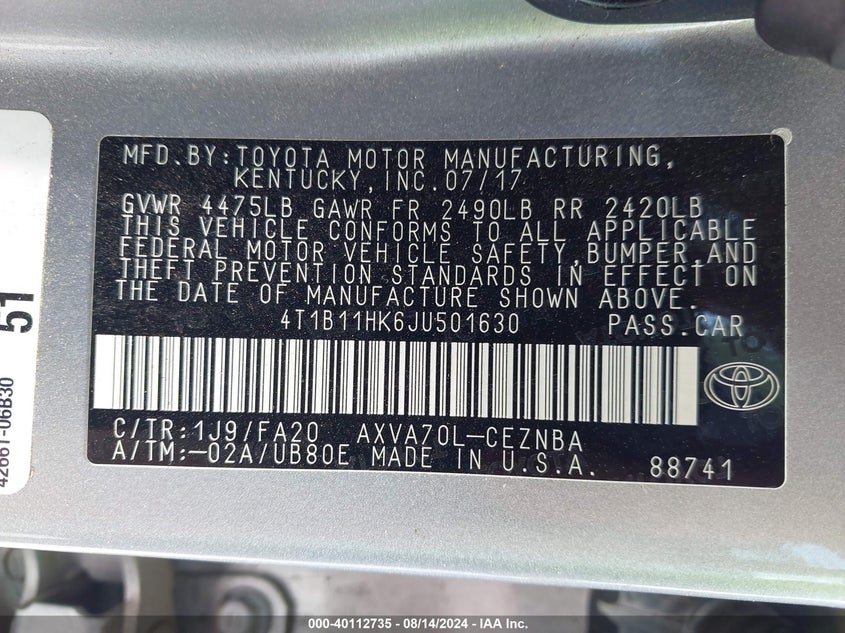 MFD.BY:TOYOTA MOTOR MANUFACTURING,
KENTUCKY,INC.07/17
GVWR 4475LB GAWR FR 2490LB RR 2420LB
THIS VEHICLE CONFORMS TO ALL APPLICABLE
FEDERAL MOTOR VEHICLE SAFETY,BUMPER,AND
THEFT PREVENTION STANDARDS IN EFFECT ON
THE DATE OF MANUFACTURE SHOWN ABOVE.
4T1B11HK6JU501630 PASS.CAR
C/TR:1J9/FA20 AXVA70L-CEZNBA
A/TM:-02A/UB80E MADE IN U.S.A. 88741
51
42661-06B30
000-40112735 - 08/14/2024 - IAA Inc.